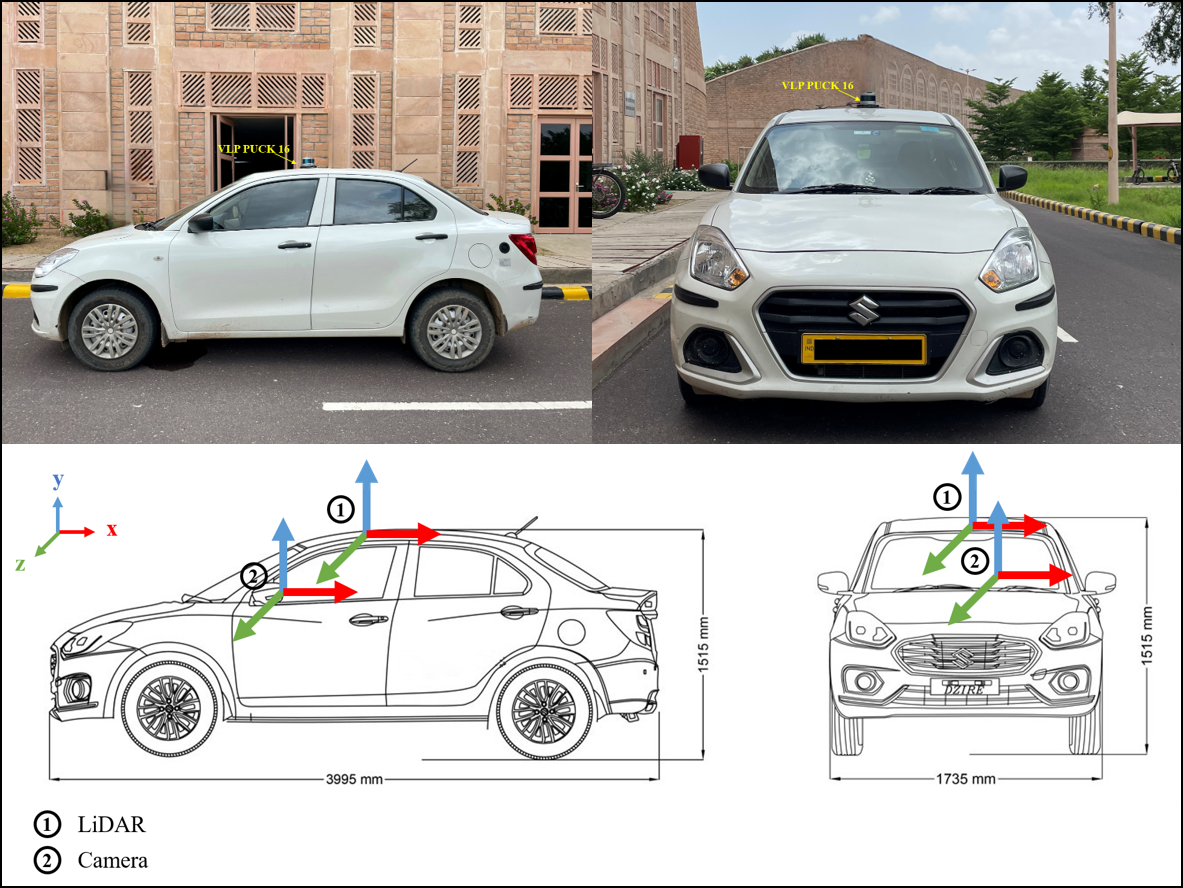 VLP PUCK 16
VLP PUCK 16
y
x
z
1
2
1515 mm
3995 mm
1
2
DZIRE
1515 mm
1735 mm
1 LiDAR
2 Camera